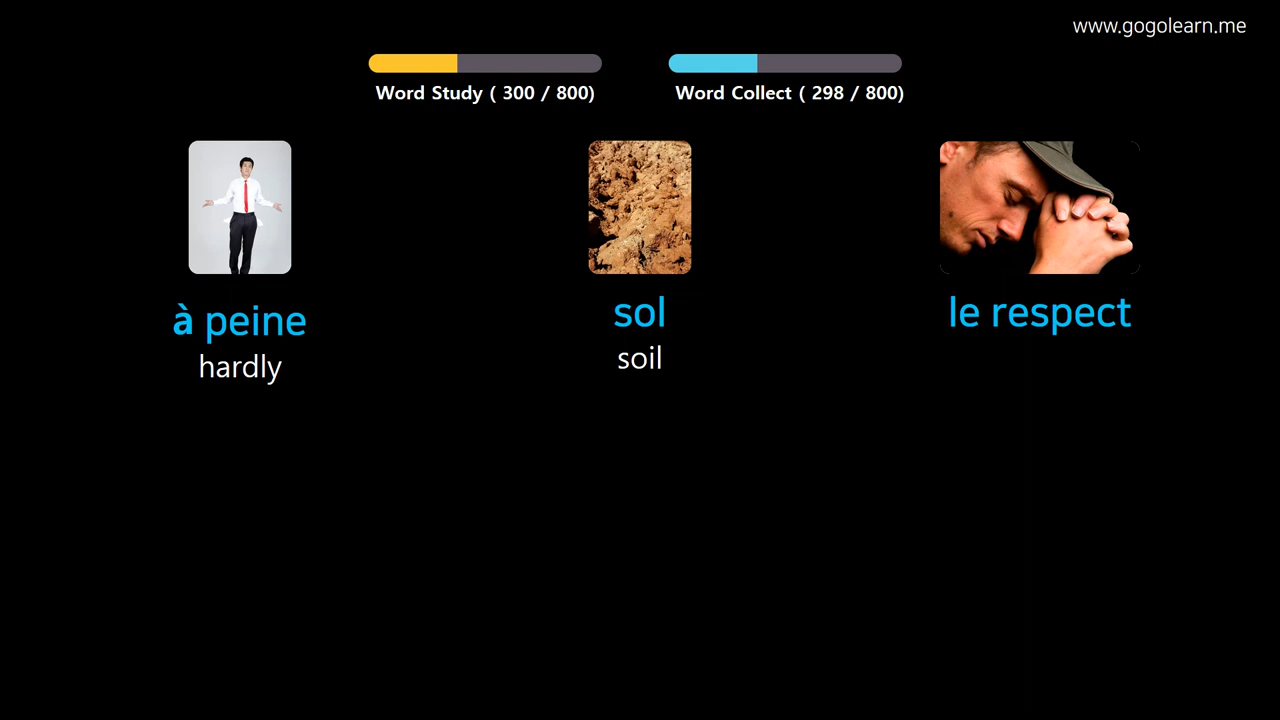 www.gogolearn.me
Word Study ( 300 / 800)
Word Collect ( 298 / 800)
à peine
hardly
sol
soil
le respect